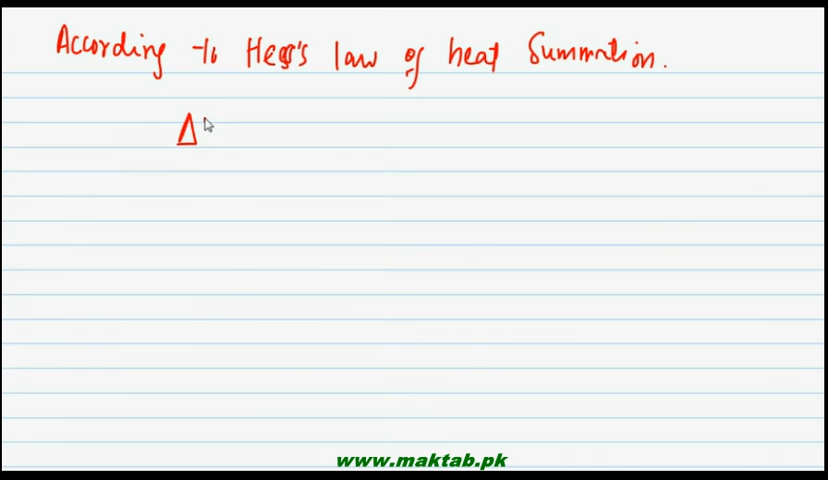 According to Hess's law of heat Summation.
Δ
www.maktab.pk